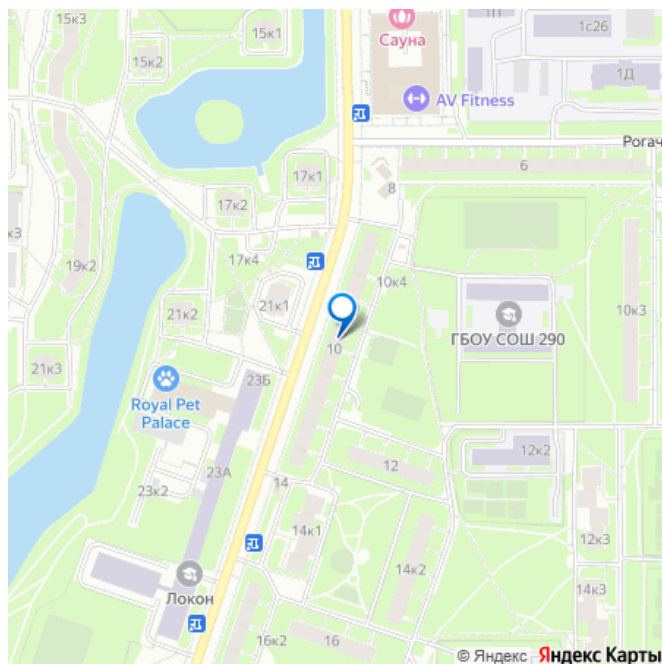 15к3
1П
1с26
15к1
Сауна
15к2
1Д
AV Fitness
Рогач
6
17к1
8
17к2
к3
17к4
19к2
10к4
21к1
10к3
21к2
ГБОУ СОШ 290
10
21к3
23Б
Royal Pet
Palace
12к2
12
23А
14
23к2
14к1
12к3
14к2
Локон
14к3
16к2
16
© Яндекс Яндекс Карты